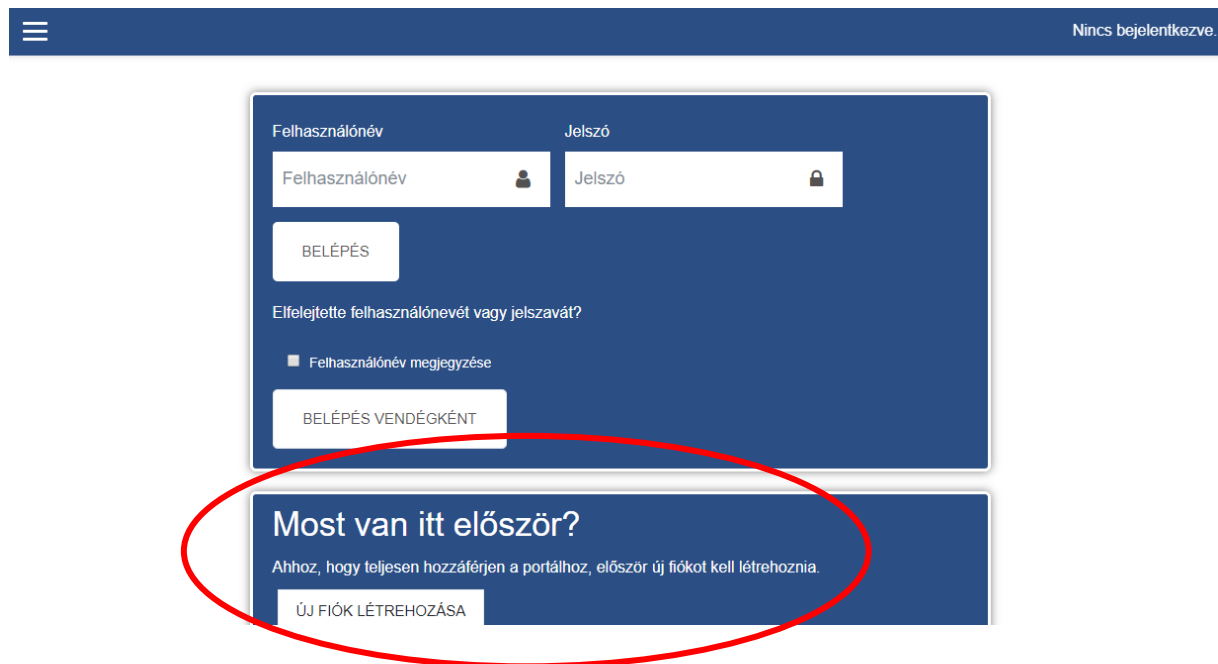 Nincs bejelentkezve.
Felhasználónév Jelszó
Felhasználónév Jelszó
BELÉPÉS
Elfelejtette felhasználónevét vagy jelszavát?
Felhasználónév megjegyzése
BELÉPÉS VENDÉGKÉNT
Most van itt először?
Ahhoz, hogy teljesen hozzáférjen a portálhoz, először új fiókot kell létrehoznia.
ÚJ FIÓK LÉTREHOZÁSA